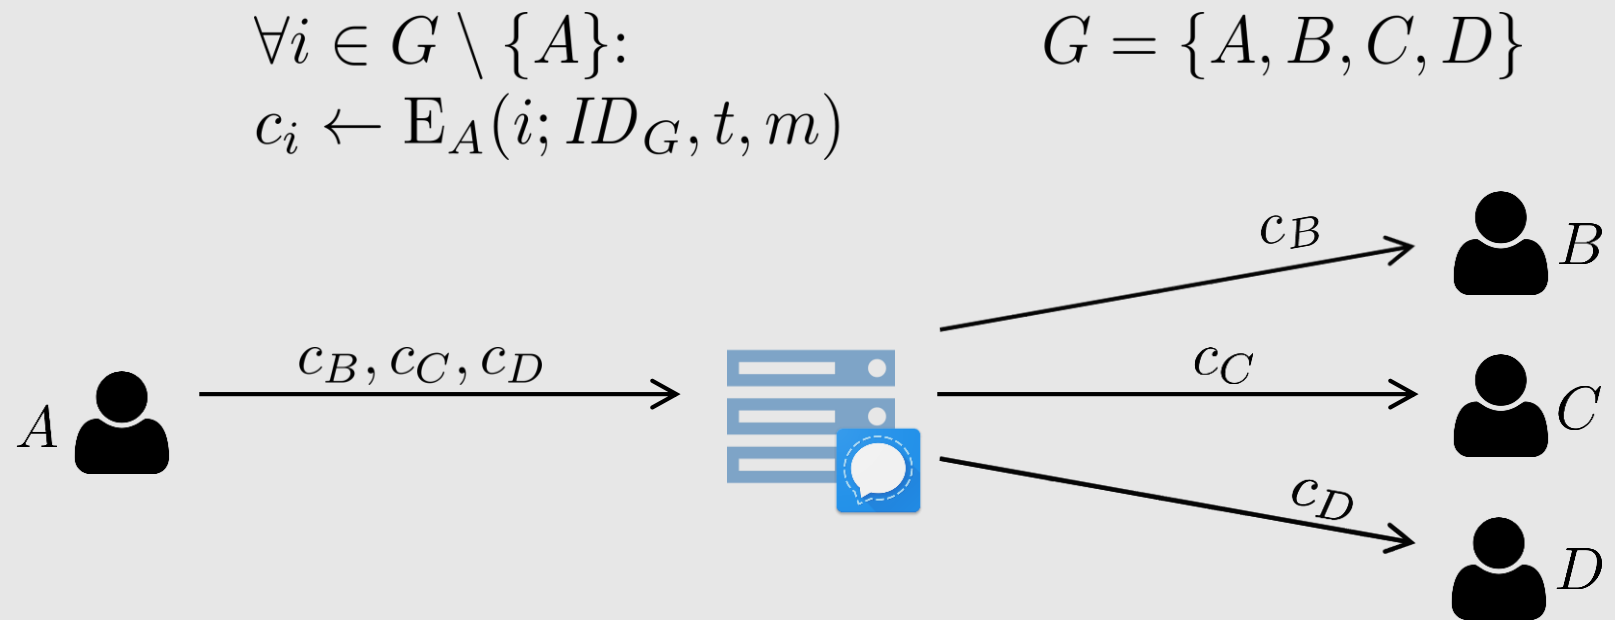 ∀i ∈ G \ {A}:
G = {A, B, C, D}
c_i ← E_A(i; ID_G, t, m)
c_B
B
c_B, c_C, c_D
c_C
A
C
c_D
D